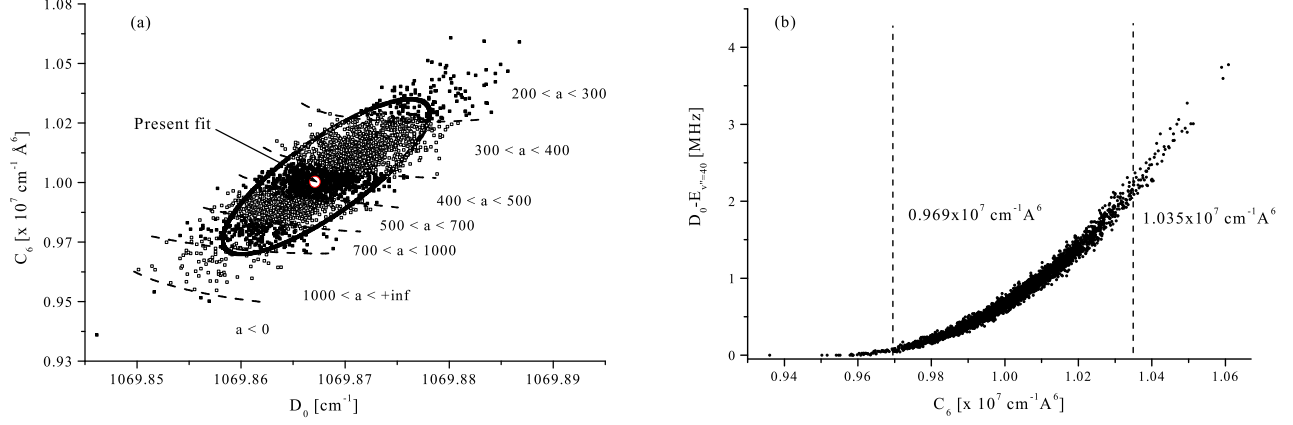 (a)
1.08
1.05
1.02
1.00
0.97
0.95
0.93
C6 [x 10^7 cm^-1 Å^6]
Present fit
200 < a < 300
300 < a < 400
400 < a < 500
500 < a < 700
700 < a < 1000
1000 < a < +inf
a < 0
1069.85 1069.86 1069.87 1069.88 1069.89
D0 [cm^-1]
(b)
4
3
2
1
0
D0-Ev''=40 [MHz]
0.969x10^7 cm^-1A^6
1.035x10^7 cm^-1A^6
0.94 0.96 0.98 1.00 1.02 1.04 1.06
C6 [x 10^7 cm^-1A^6]